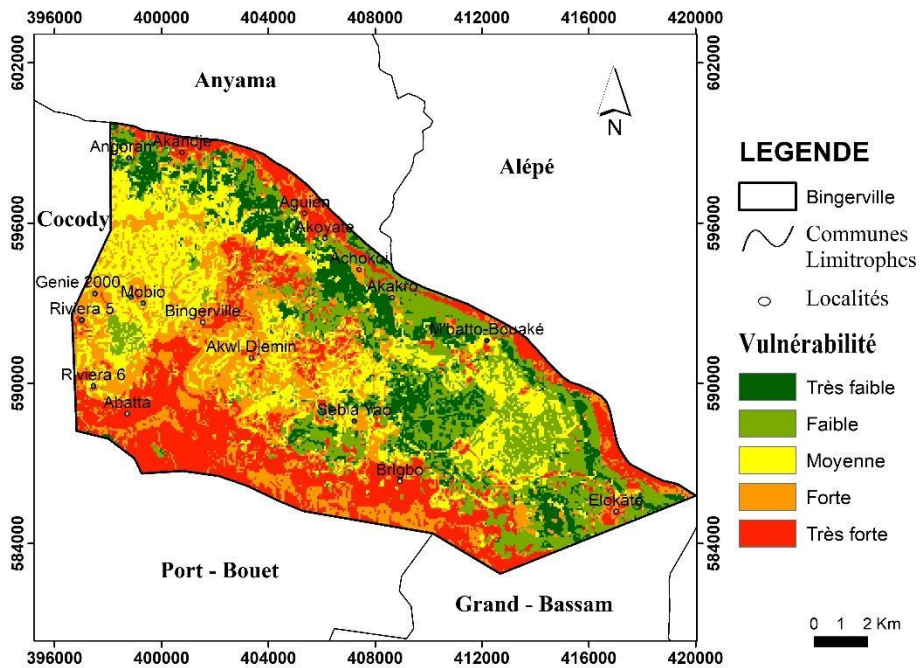 396000 400000 404000 408000 412000 416000 420000
602000 602000
Anyama
N
Alépé
Angoran Akandje
Aguien
Cocody
596000 596000
Akoyate
Achokoi
Genie 2000 Mobio
Akakro
Riviera 5 Bingerville
M'batto-Bouaké
Akwl Djemin
Riviera 6
590000 590000
Abatta
Sebia Yao
Brigbo
Elokato
584000 584000
Port - Bouet
Grand - Bassam
396000 400000 404000 408000 412000 416000 420000
LEGENDE
Bingerville
Communes
Limitrophes
Localités
Vulnérabilité
Très faible
Faible
Moyenne
Forte
Très forte
0 1 2 Km